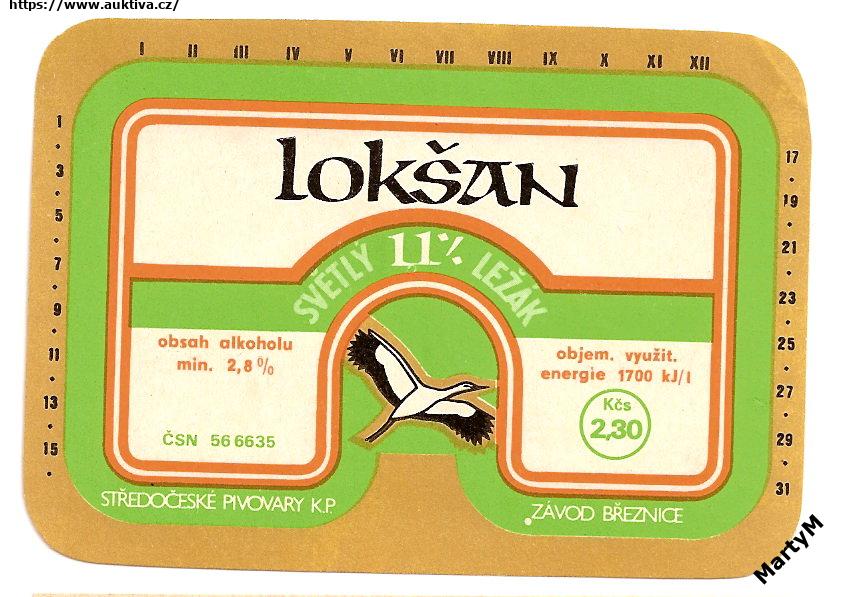 https://www.auktiva.cz/
I II III IV V VI VII VIII IX X XI XII
1
.
3
.
5
.
7
.
9
.
11
.
13
.
15
.
17
.
19
.
21
.
23
.
25
.
27
.
29
.
31
lokšan
SVĚTLÝ 11% LEŽÁK
obsah alkoholu
min. 2,8%
ČSN 56 6635
objem. využit.
energie 1700 kJ/l
Kčs
2,30
STŘEDOČESKÉ PIVOVARY K.P.
ZÁVOD BŘEZNICE
MartyM